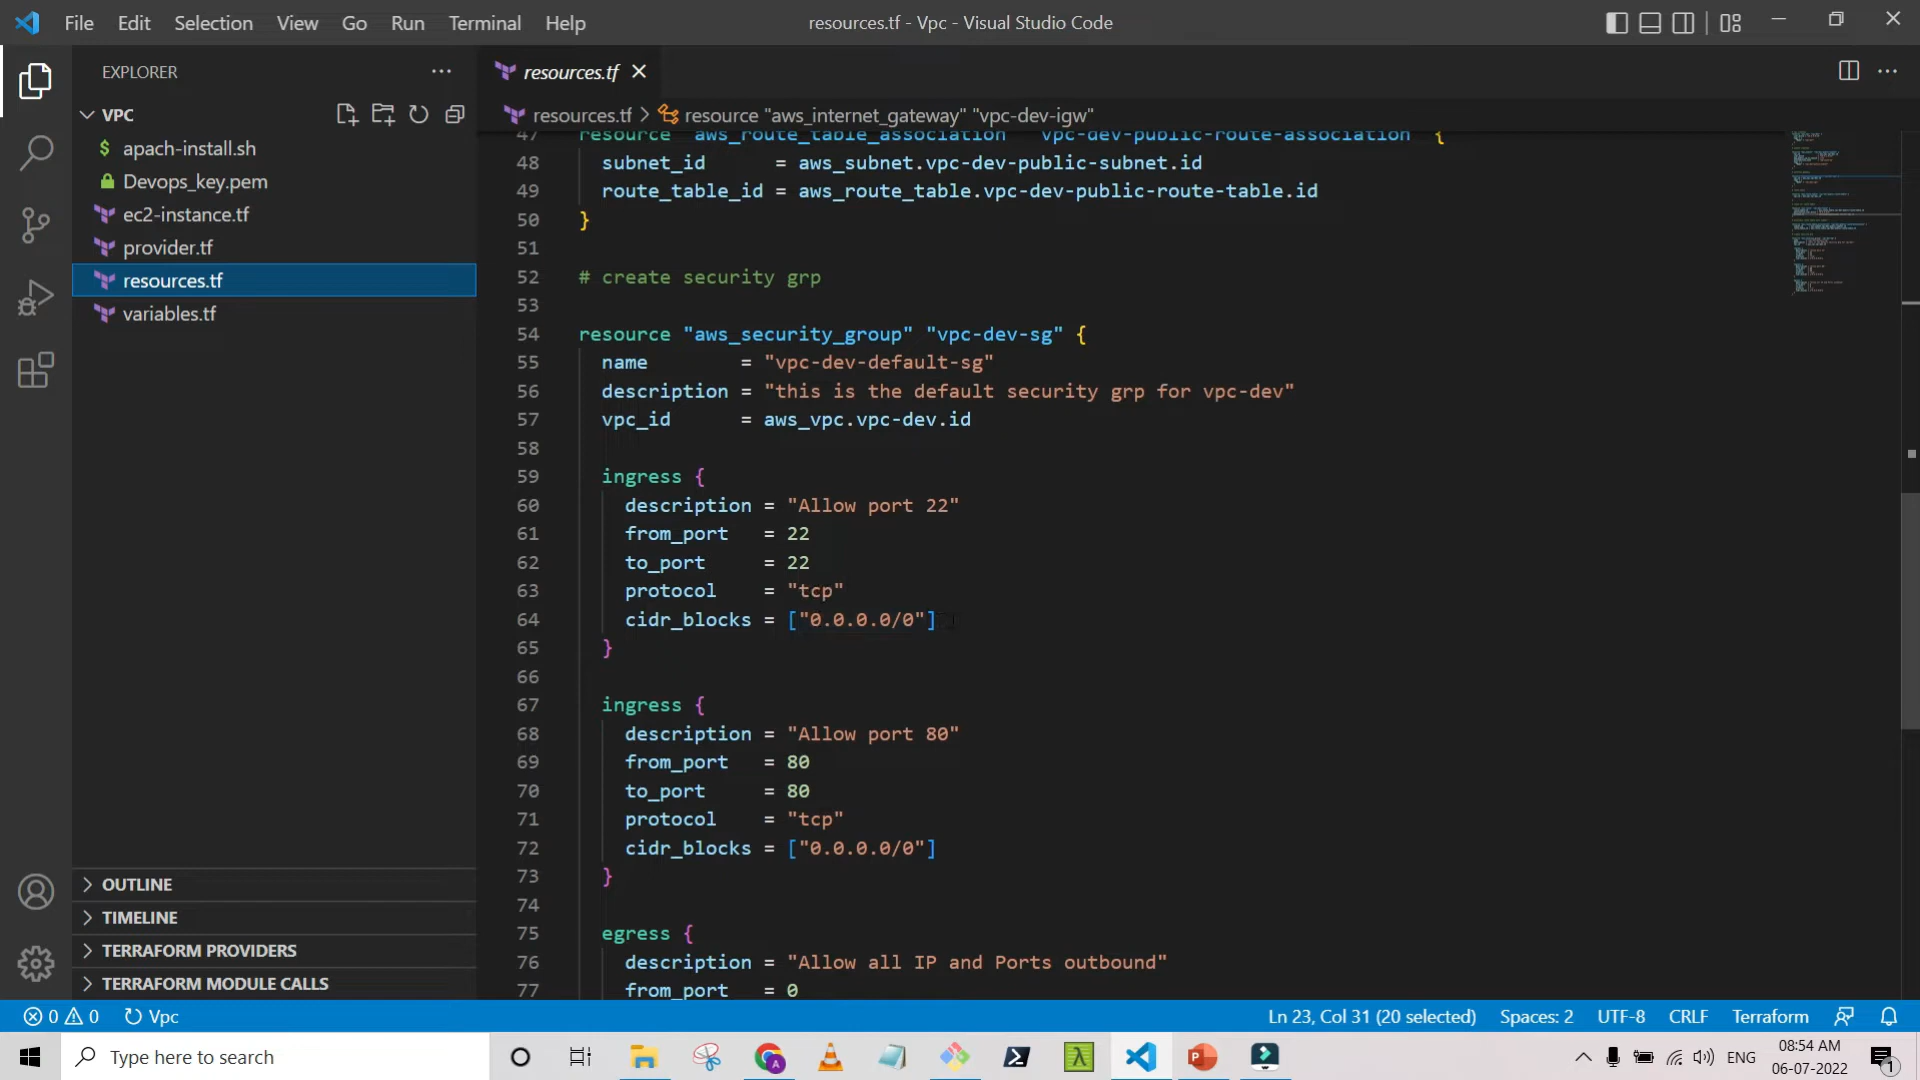 File Edit Selection View Go Run Terminal Help resources.tf - Vpc - Visual Studio Code
EXPLORER
VPC
$ apach-install.sh
Devops_key.pem
ec2-instance.tf
provider.tf
resources.tf
variables.tf
OUTLINE
TIMELINE
TERRAFORM PROVIDERS
TERRAFORM MODULE CALLS
resources.tf
resources.tf > resource "aws_internet_gateway" "vpc-dev-igw"
47 resource "aws_route_table_association" "vpc-dev-public-route-association" {
48 subnet_id = aws_subnet.vpc-dev-public-subnet.id
49 route_table_id = aws_route_table.vpc-dev-public-route-table.id
50 }
51
52 # create security grp
53
54 resource "aws_security_group" "vpc-dev-sg" {
55 name = "vpc-dev-default-sg"
56 description = "this is the default security grp for vpc-dev"
57 vpc_id = aws_vpc.vpc-dev.id
58
59 ingress {
60 description = "Allow port 22"
61 from_port = 22
62 to_port = 22
63 protocol = "tcp"
64 cidr_blocks = ["0.0.0.0/0"]
65 }
66
67 ingress {
68 description = "Allow port 80"
69 from_port = 80
70 to_port = 80
71 protocol = "tcp"
72 cidr_blocks = ["0.0.0.0/0"]
73 }
74
75 egress {
76 description = "Allow all IP and Ports outbound"
77 from_port = 0
0 0 Vpc Ln 23, Col 31 (20 selected) Spaces: 2 UTF-8 CRLF Terraform
Type here to search
ENG
08:54 AM
06-07-2022
1